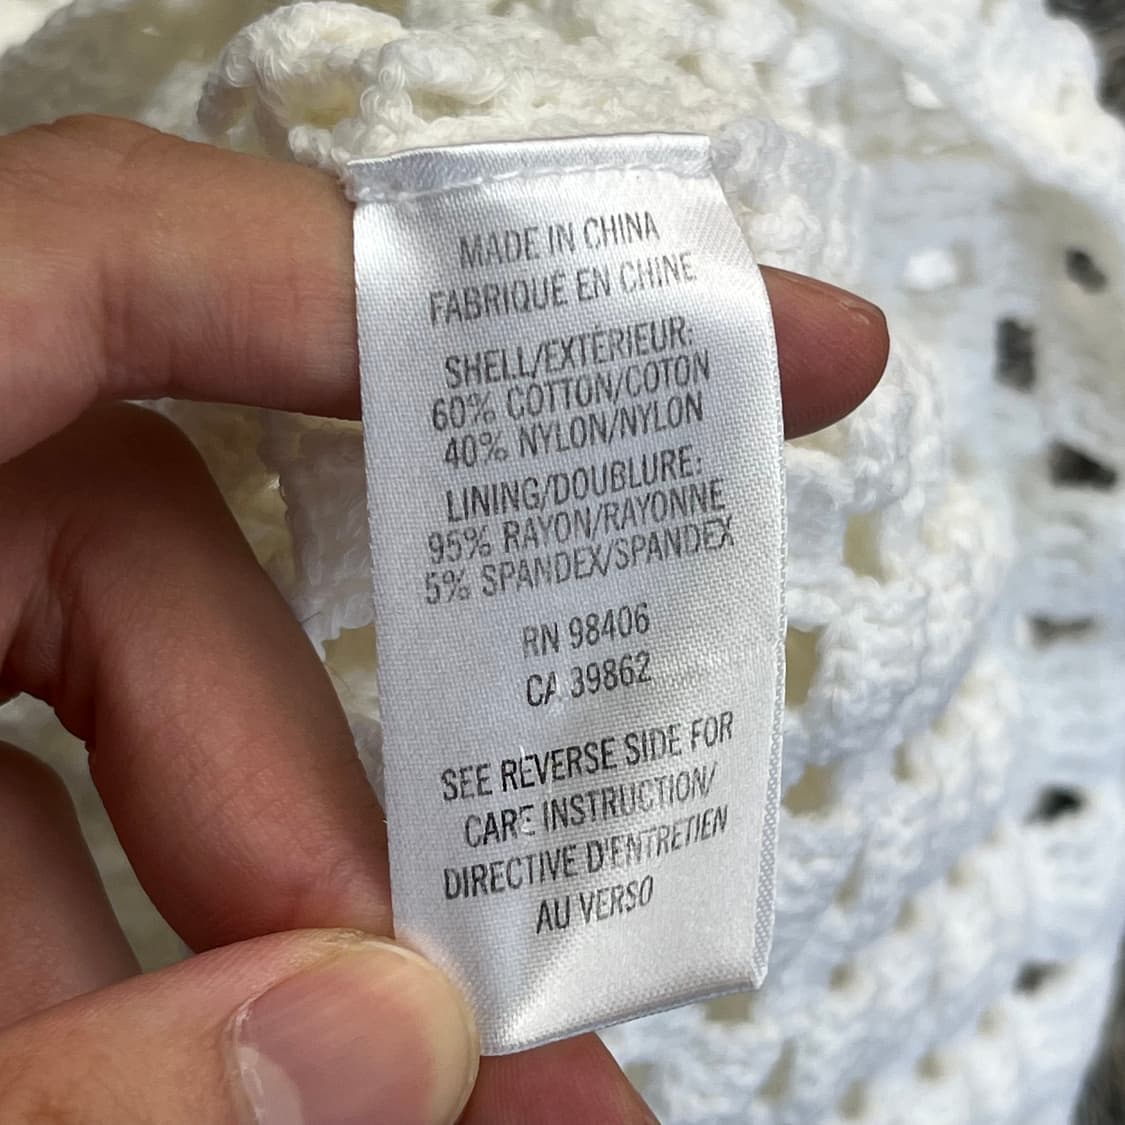 MADE IN CHINA
FABRIQUE EN CHINE
SHELL/EXTÉRIEUR:
60% COTTON/COTON
40% NYLON/NYLON
LINING/DOUBLURE:
95% RAYON/RAYONNE
5% SPANDEX/SPANDEX
RN 98406
CA 39862
SEE REVERSE SIDE FOR
CARE INSTRUCTION/
DIRECTIVE D'ENTRETIEN
AU VERSO